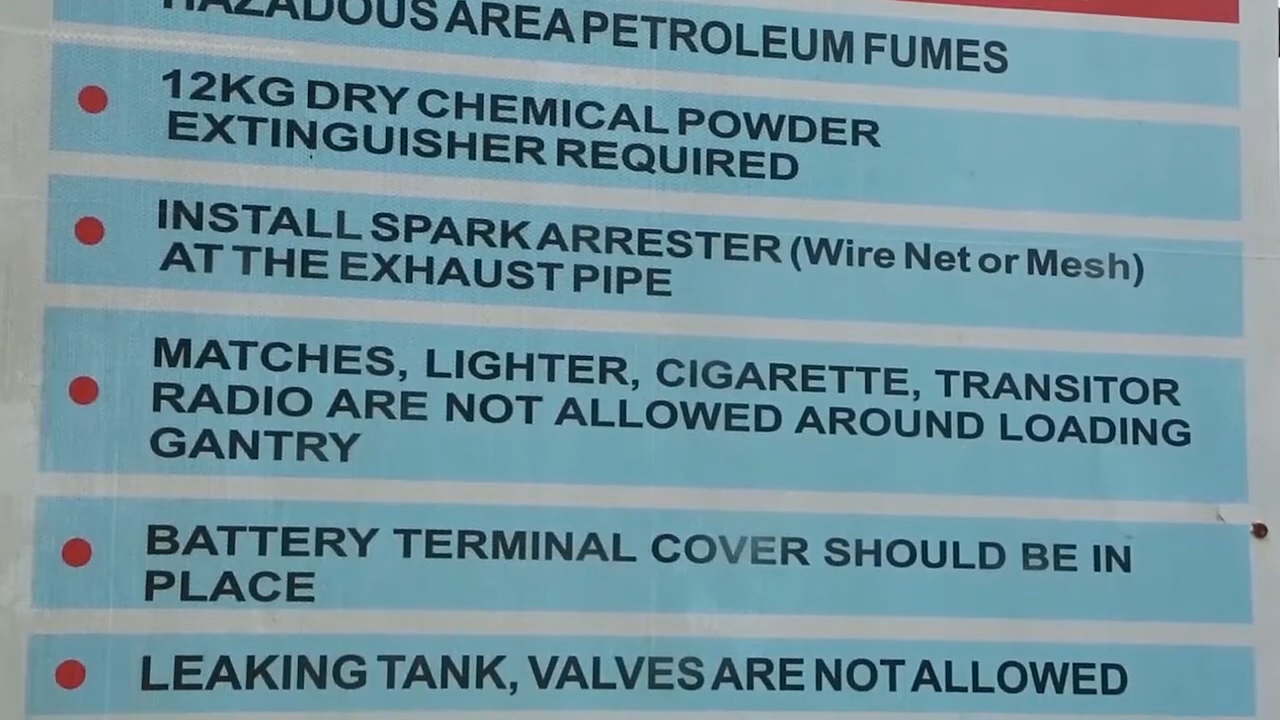 HAZADOUS AREA PETROLEUM FUMES
12KG DRY CHEMICAL POWDER
EXTINGUISHER REQUIRED
INSTALL SPARK ARRESTER (Wire Net or Mesh)
AT THE EXHAUST PIPE
MATCHES, LIGHTER, CIGARETTE, TRANSITOR
RADIO ARE NOT ALLOWED AROUND LOADING
GANTRY
BATTERY TERMINAL COVER SHOULD BE IN
PLACE
LEAKING TANK, VALVES ARE NOT ALLOWED